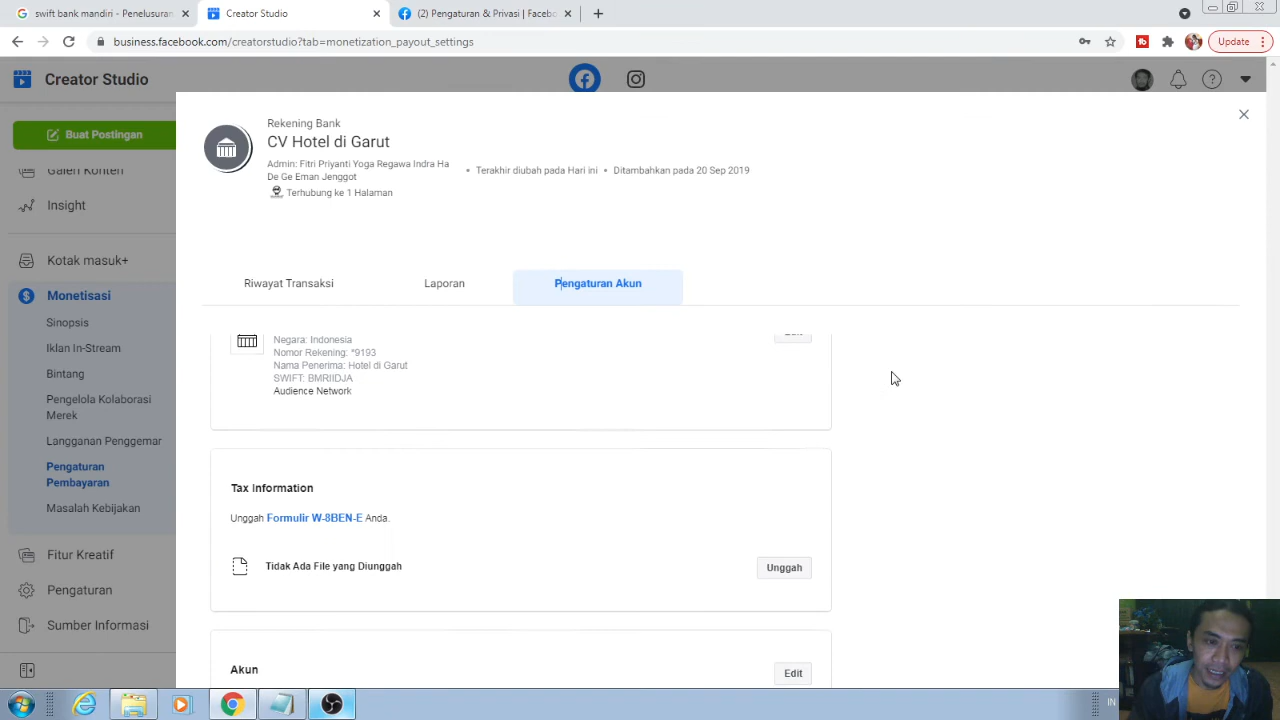 swift bank mandiri - Penelusuran
Creator Studio
(2) Pengaturan & Privasi | Facebo
business.facebook.com/creatorstudio?tab=monetization_payout_settings
Update
Creator Studio
Buat Postingan
Galeri Konten
Insight
Kotak masuk+
Monetisasi
Sinopsis
Iklan In-Stream
Bintang
Pengelola Kolaborasi
Merek
Langganan Penggemar
Pengaturan
Pembayaran
Masalah Kebijakan
Fitur Kreatif
Pengaturan
Sumber Informasi
Rekening Bank
CV Hotel di Garut
Admin: Fitri Priyanti Yoga Regawa Indra Ha
De Ge Eman Jenggot
• Terakhir diubah pada Hari ini • Ditambahkan pada 20 Sep 2019
Terhubung ke 1 Halaman
Riwayat Transaksi
Laporan
Pengaturan Akun
Negara: Indonesia
Edit
Nomor Rekening: *9193
Nama Penerima: Hotel di Garut
SWIFT: BMRIIDJA
Audience Network
Tax Information
Unggah Formulir W-8BEN-E Anda.
Tidak Ada File yang Diunggah
Unggah
Akun
Edit
IN